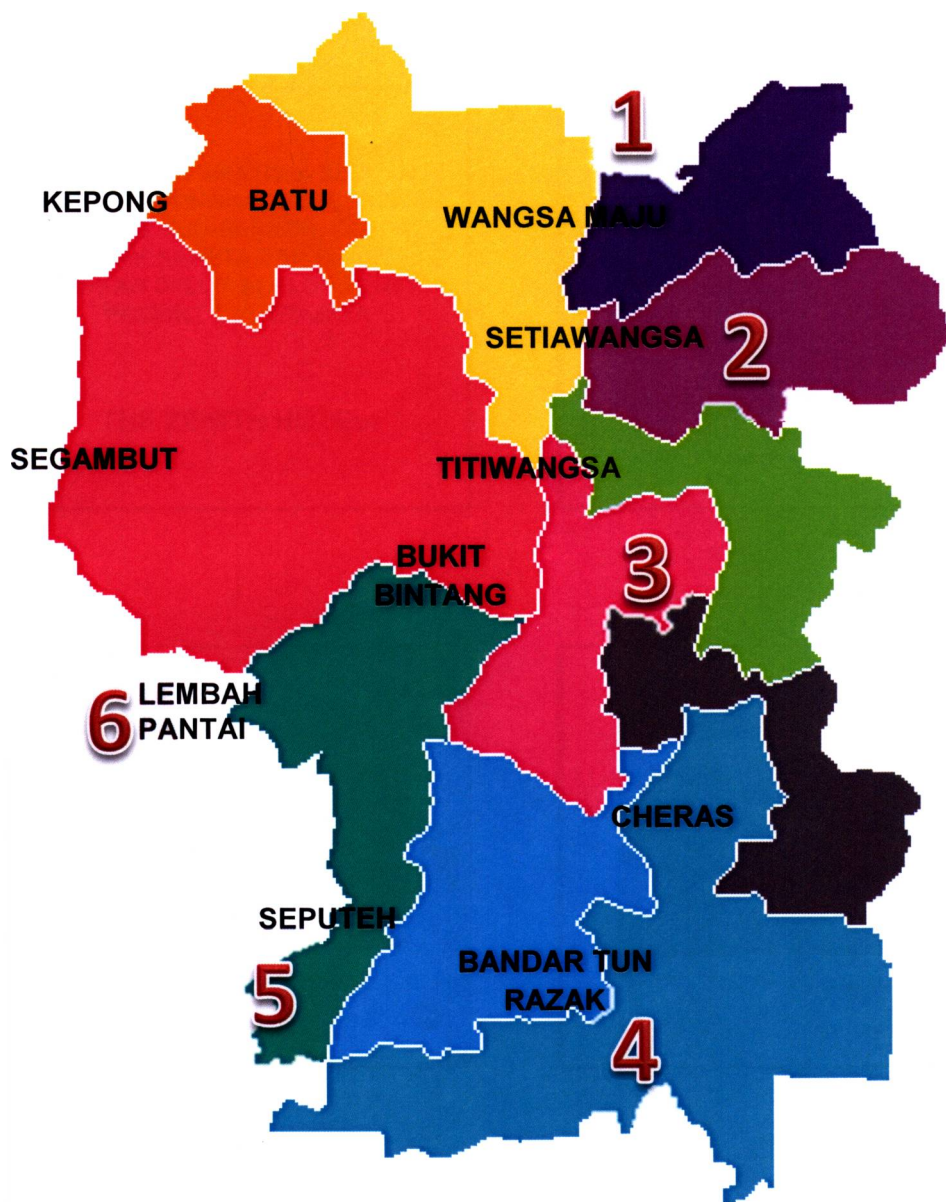 1
KEPONG
BATU
WANGSA MAJU
SETIAWANGSA
2
SEGAMBUT
TITIWANGSA
BUKIT
BINTANG
3
6
LEMBAH
PANTAI
CHERAS
SEPUTEH
5
BANDAR TUN
RAZAK
4